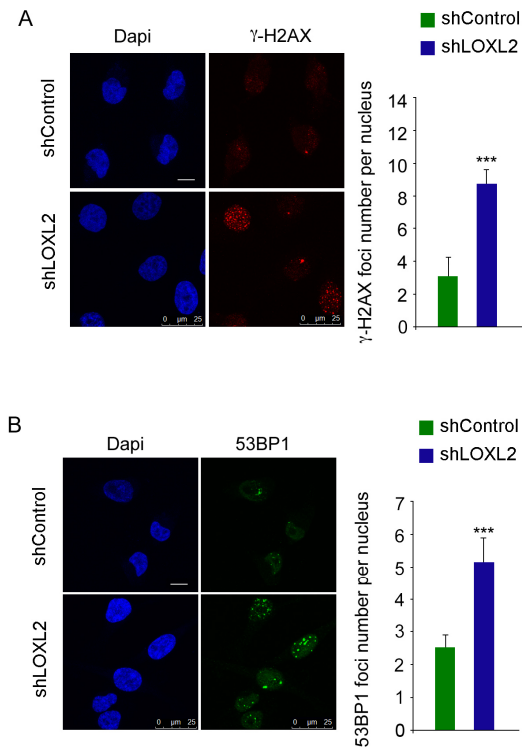 A
Dapi
γ-H2AX
shControl
shLOXL2
shControl
shLOXL2
0 µm 25
0 µm 25
γ-H2AX foci number per nucleus
14
12
10
8
6
4
2
0
***
B
Dapi
53BP1
shControl
shLOXL2
shControl
shLOXL2
0 µm 25
0 µm 25
53BP1 foci number per nucleus
7
6
5
4
3
2
1
0
***